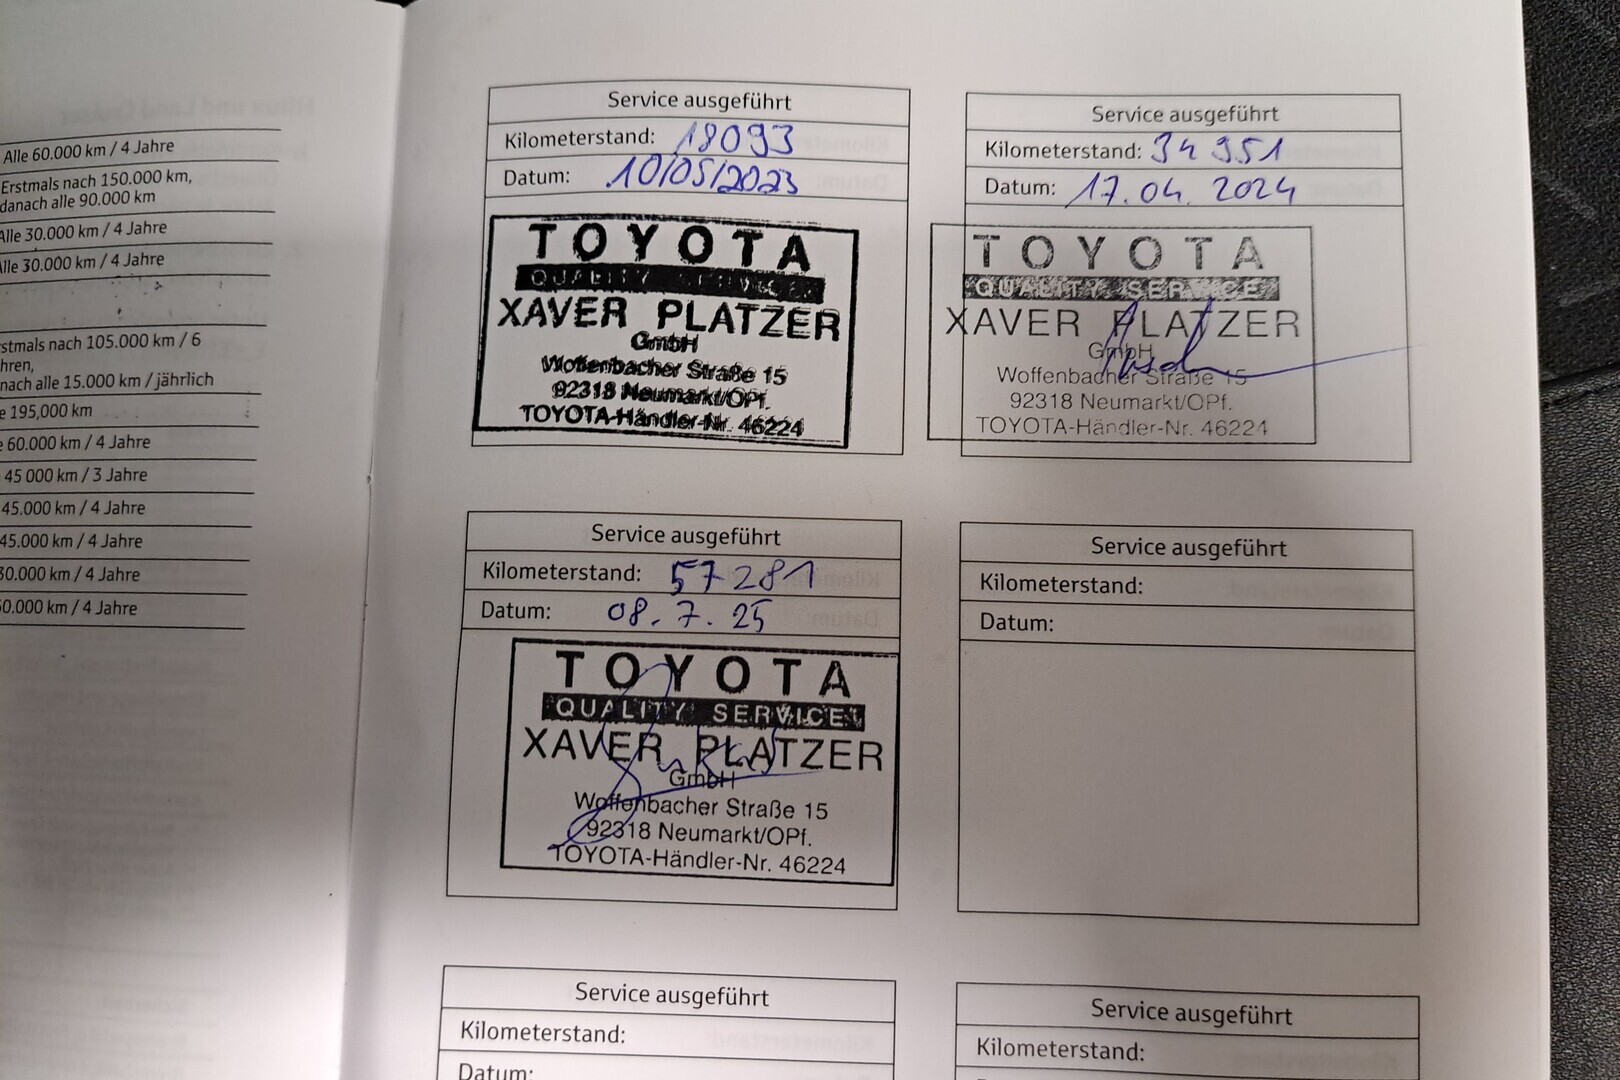 Alle 60.000 km / 4 Jahre
Erstmals nach 150.000 km,
danach alle 90.000 km
Alle 30.000 km / 4 Jahre
Alle 30.000 km / 4 Jahre
stmals nach 105.000 km / 6
hren,
nach alle 15.000 km / jährlich
e 195,000 km
e 60.000 km / 4 Jahre
45 000 km / 3 Jahre
45.000 km / 4 Jahre
45.000 km / 4 Jahre
30.000 km / 4 Jahre
0.000 km / 4 Jahre
Service ausgeführt
Kilometerstand: 18093
Datum: 10/05/2023
TOYOTA
QUALITY SERVICE
XAVER PLATZER
GmbH
Woffenbacher Straße 15
92318 Neumarkt/OPf.
TOYOTA-Händler-Nr. 46224
Service ausgeführt
Kilometerstand: 34 951
Datum: 17.04. 2024
TOYOTA
QUALITY SERVICE
XAVER PLATZER
GmbH
Woffenbacher Straße 15
92318 Neumarkt/OPf.
TOYOTA-Händler-Nr. 46224
Service ausgeführt
Kilometerstand: 57281
Datum: 08.7.25
TOYOTA
QUALITY SERVICE
XAVER PLATZER
GmbH
Woffenbacher Straße 15
92318 Neumarkt/OPf.
TOYOTA-Händler-Nr. 46224
Service ausgeführt
Kilometerstand:
Datum:
Service ausgeführt
Kilometerstand:
Datum:
Service ausgeführt
Kilometerstand: